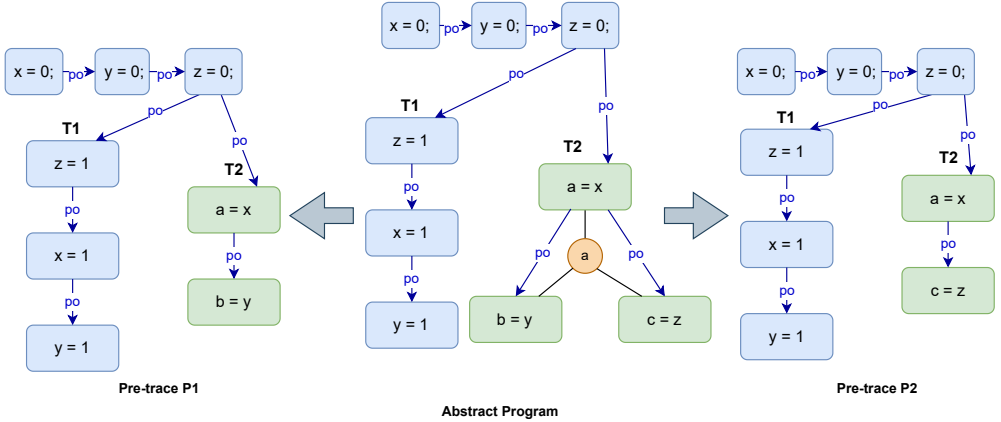 x = 0;
po
y = 0;
po
z = 0;
po
po
T1
z = 1
po
x = 1
po
y = 1
T2
a = x
po
b = y
Pre-trace P1
x = 0;
po
y = 0;
po
z = 0;
po
po
T1
z = 1
po
x = 1
po
y = 1
T2
a = x
po
a
po
b = y
c = z
Abstract Program
x = 0;
po
y = 0;
po
z = 0;
po
po
T1
z = 1
po
x = 1
po
y = 1
T2
a = x
po
c = z
Pre-trace P2